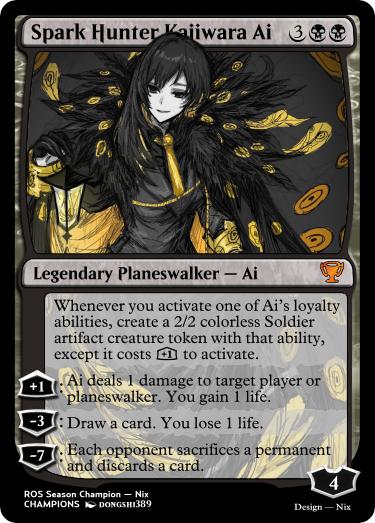 Spark Hunter Kajiwara Ai 3
Legendary Planeswalker — Ai
Whenever you activate one of Ai's loyalty
abilities, create a 2/2 colorless Soldier
artifact creature token with that ability,
except it costs +1 to activate.
+1 : Ai deals 1 damage to target player or
planeswalker. You gain 1 life.
-3 : Draw a card. You lose 1 life.
-7 : Each opponent sacrifices a permanent
and discards a card.
4
ROS Season Champion — Nix
CHAMPIONS DONGSHI389
Design — Nix